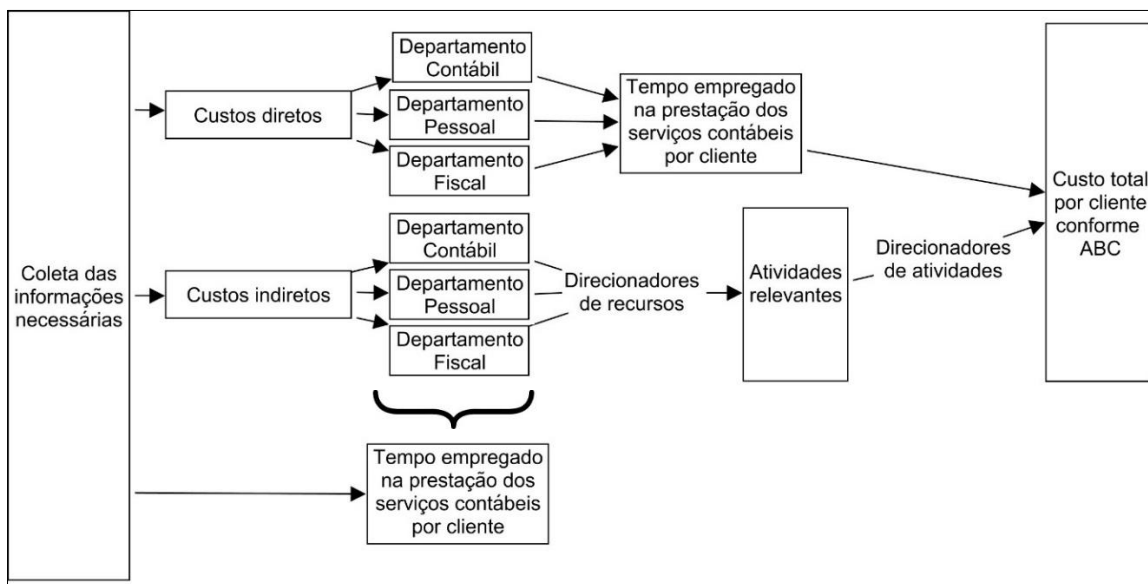 Coleta das
informações
necessárias
Custos diretos
Departamento
Contábil
Departamento
Pessoal
Departamento
Fiscal
Tempo empregado
na prestação dos
serviços contábeis
por cliente
Custos indiretos
Departamento
Contábil
Departamento
Pessoal
Departamento
Fiscal
Direcionadores
de recursos
Atividades
relevantes
Direcionadores
de atividades
Custo total
por cliente
conforme
ABC
Tempo empregado
na prestação dos
serviços contábeis
por cliente